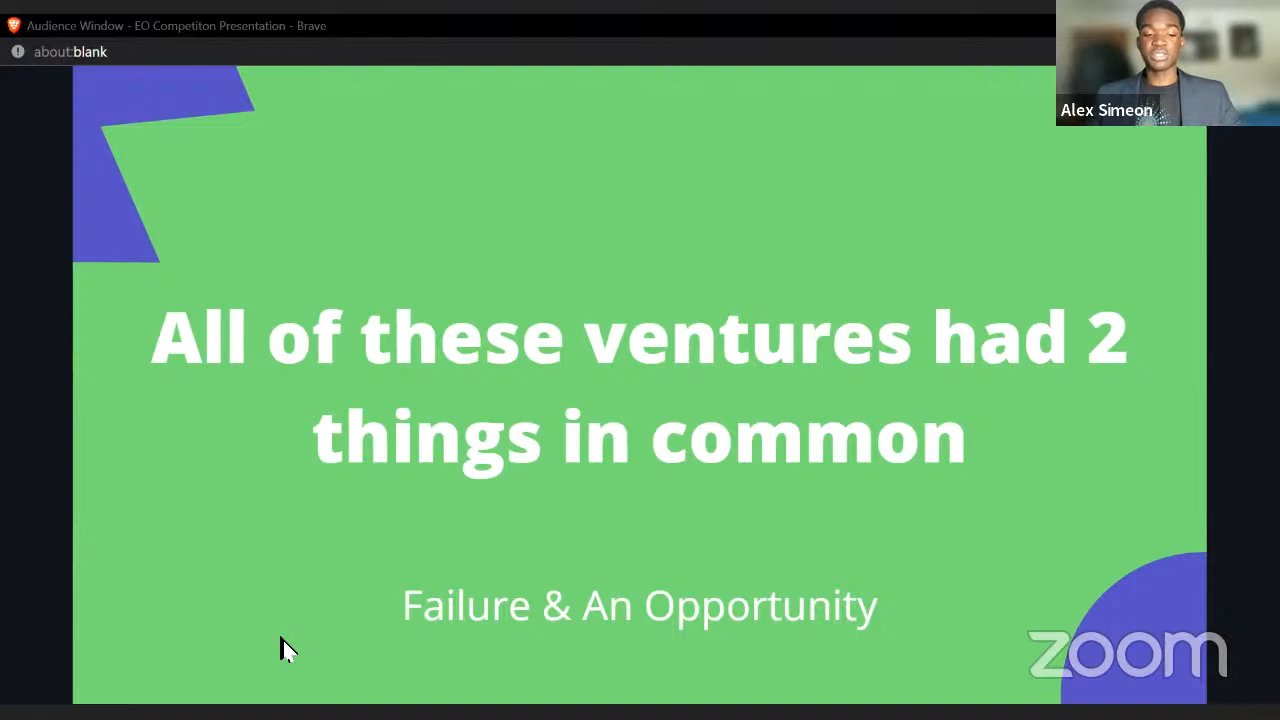 Audience Window - EO Competiton Presentation - Brave
about:blank
Alex Simeon
All of these ventures had 2
things in common
Failure & An Opportunity
zoom